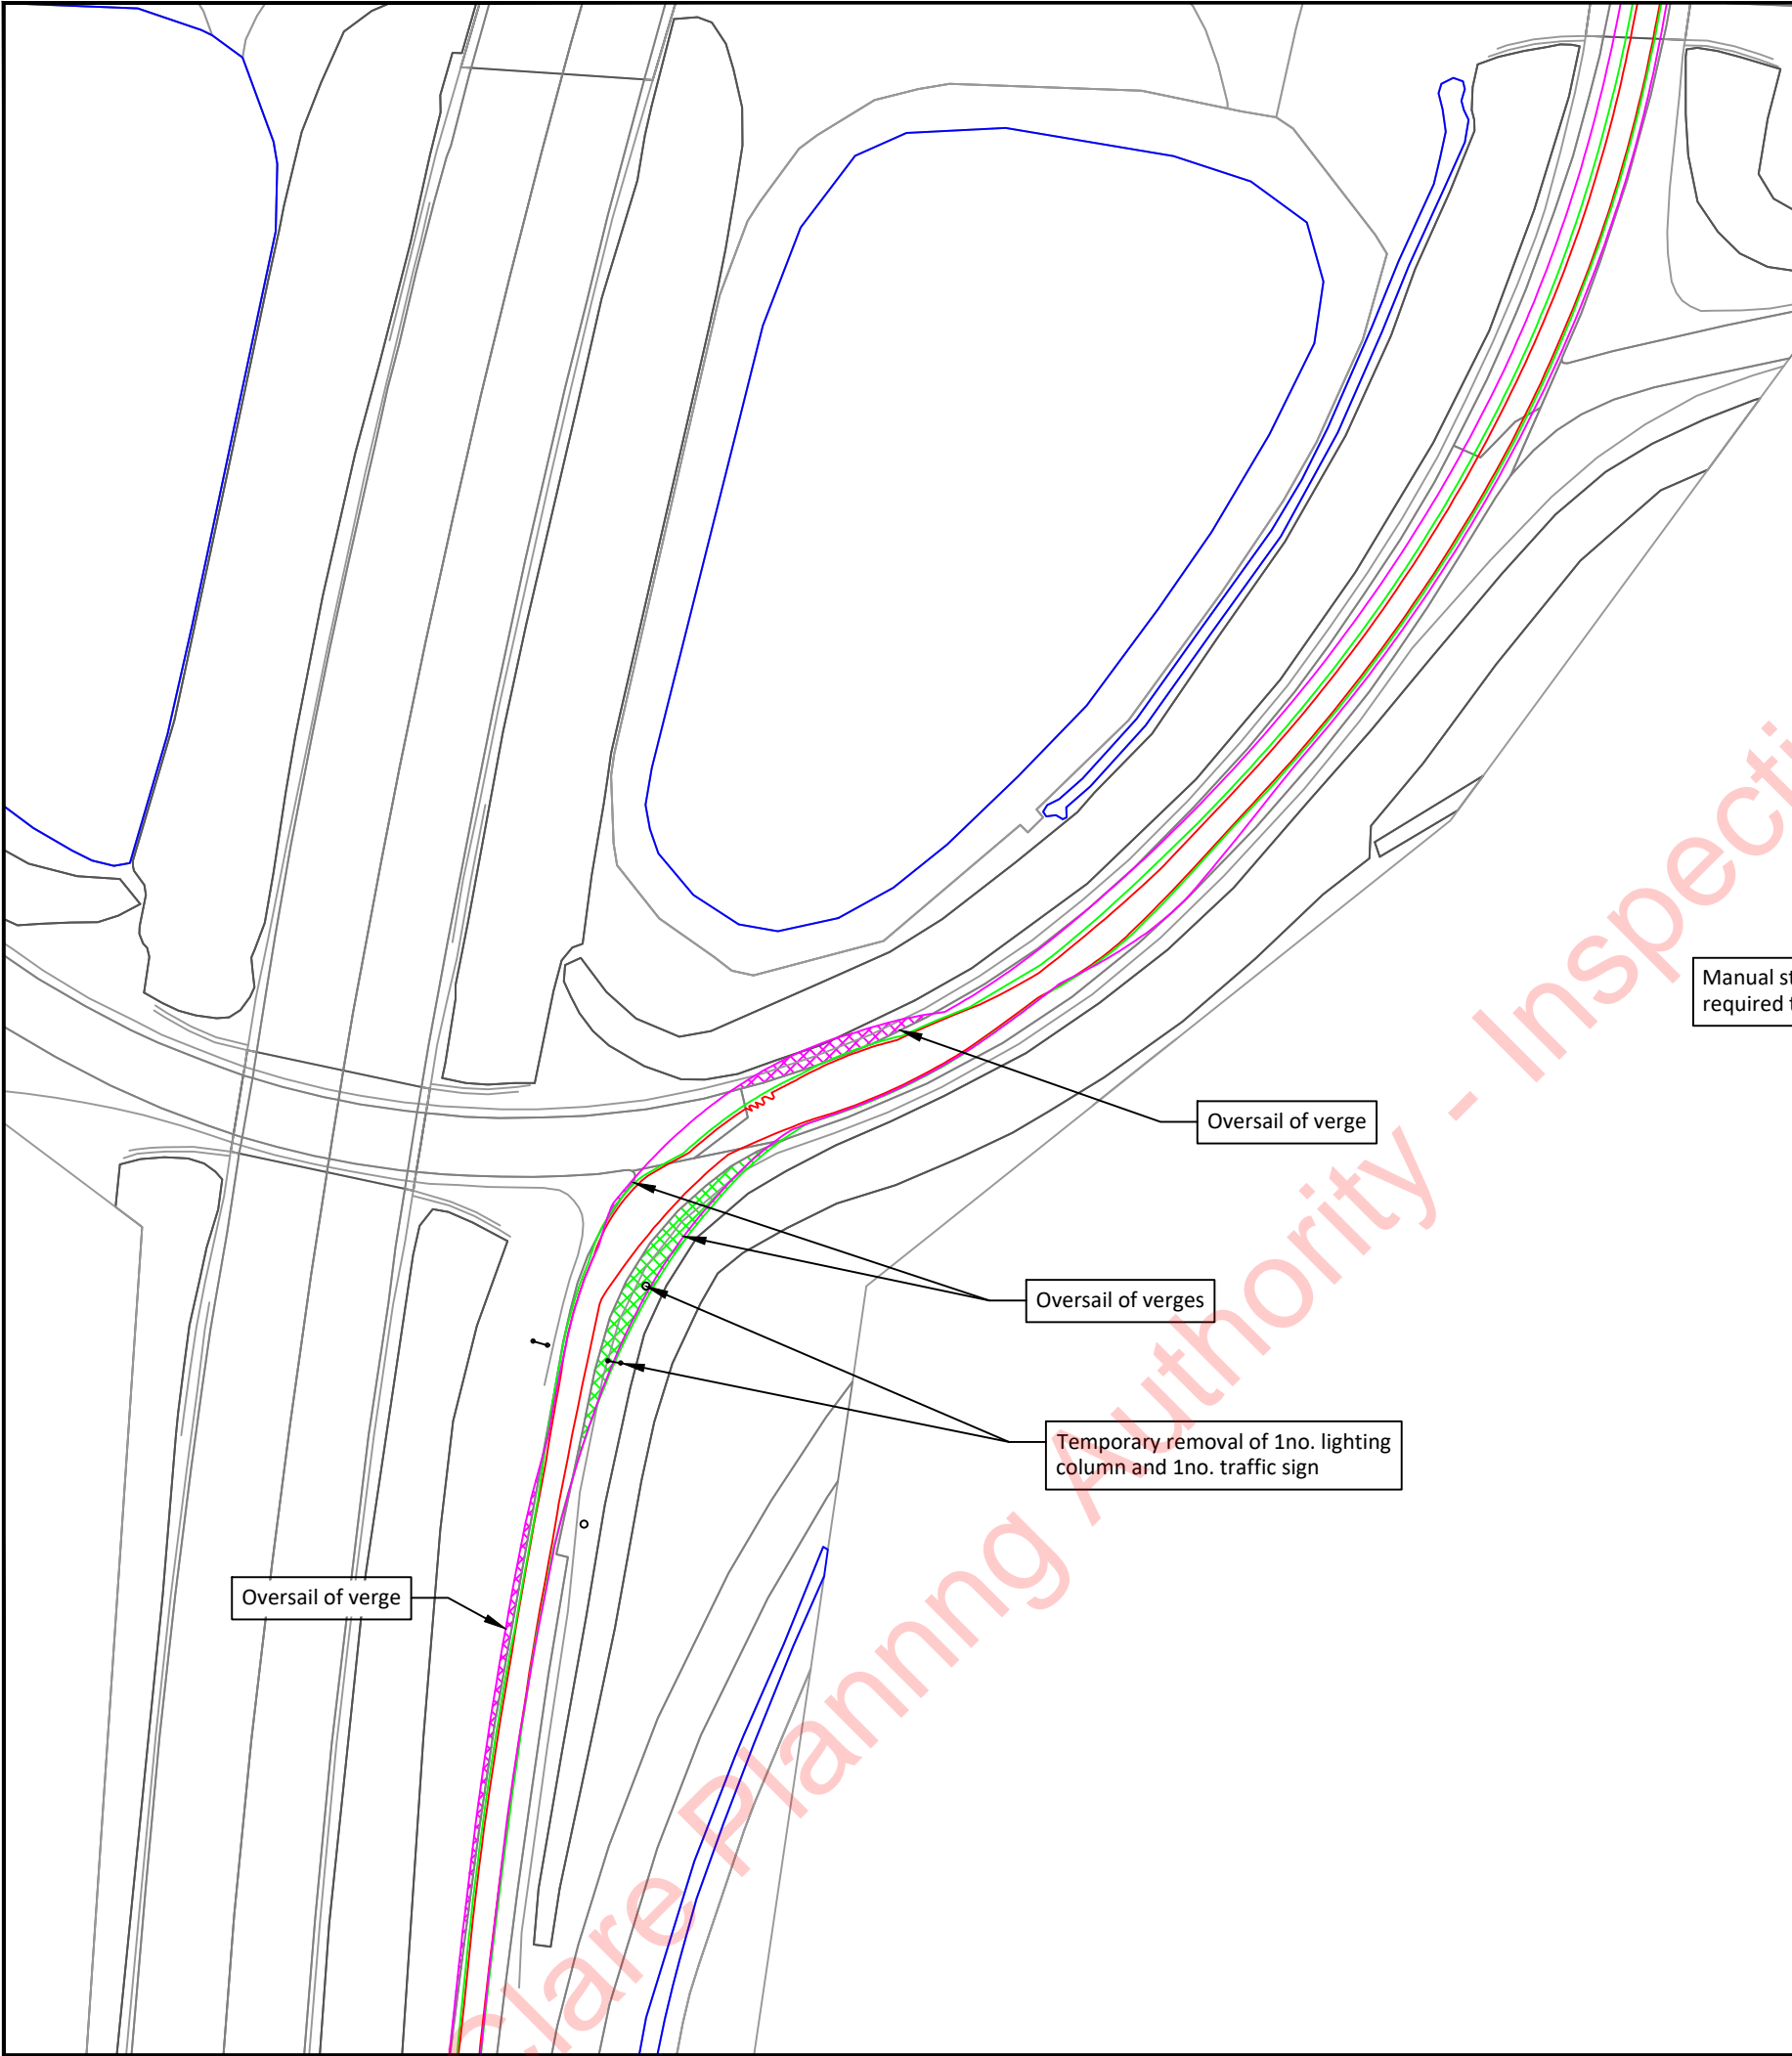 Manual
required
Oversail of verge
Oversail of verges
Temporary removal of 1no. lighting
column and 1no. traffic sign
Oversail of verge
Clare Planning Authority - Inspecti